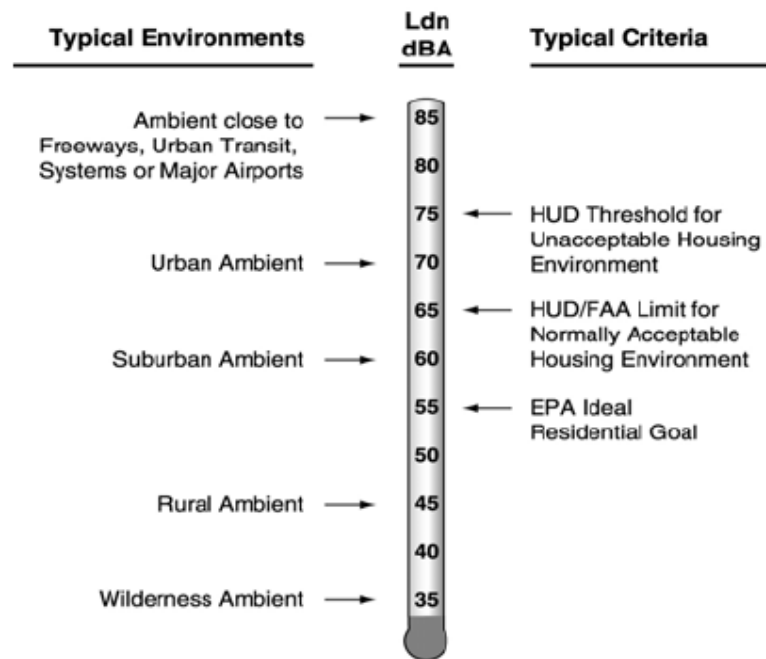 Typical Environments
Ldn
dBA
Typical Criteria
Ambient close to
Freeways, Urban Transit,
Systems or Major Airports
85
80
75
HUD Threshold for
Unacceptable Housing
Environment
Urban Ambient
70
65
HUD/FAA Limit for
Normally Acceptable
Housing Environment
Suburban Ambient
60
55
EPA Ideal
Residential Goal
50
Rural Ambient
45
40
Wilderness Ambient
35